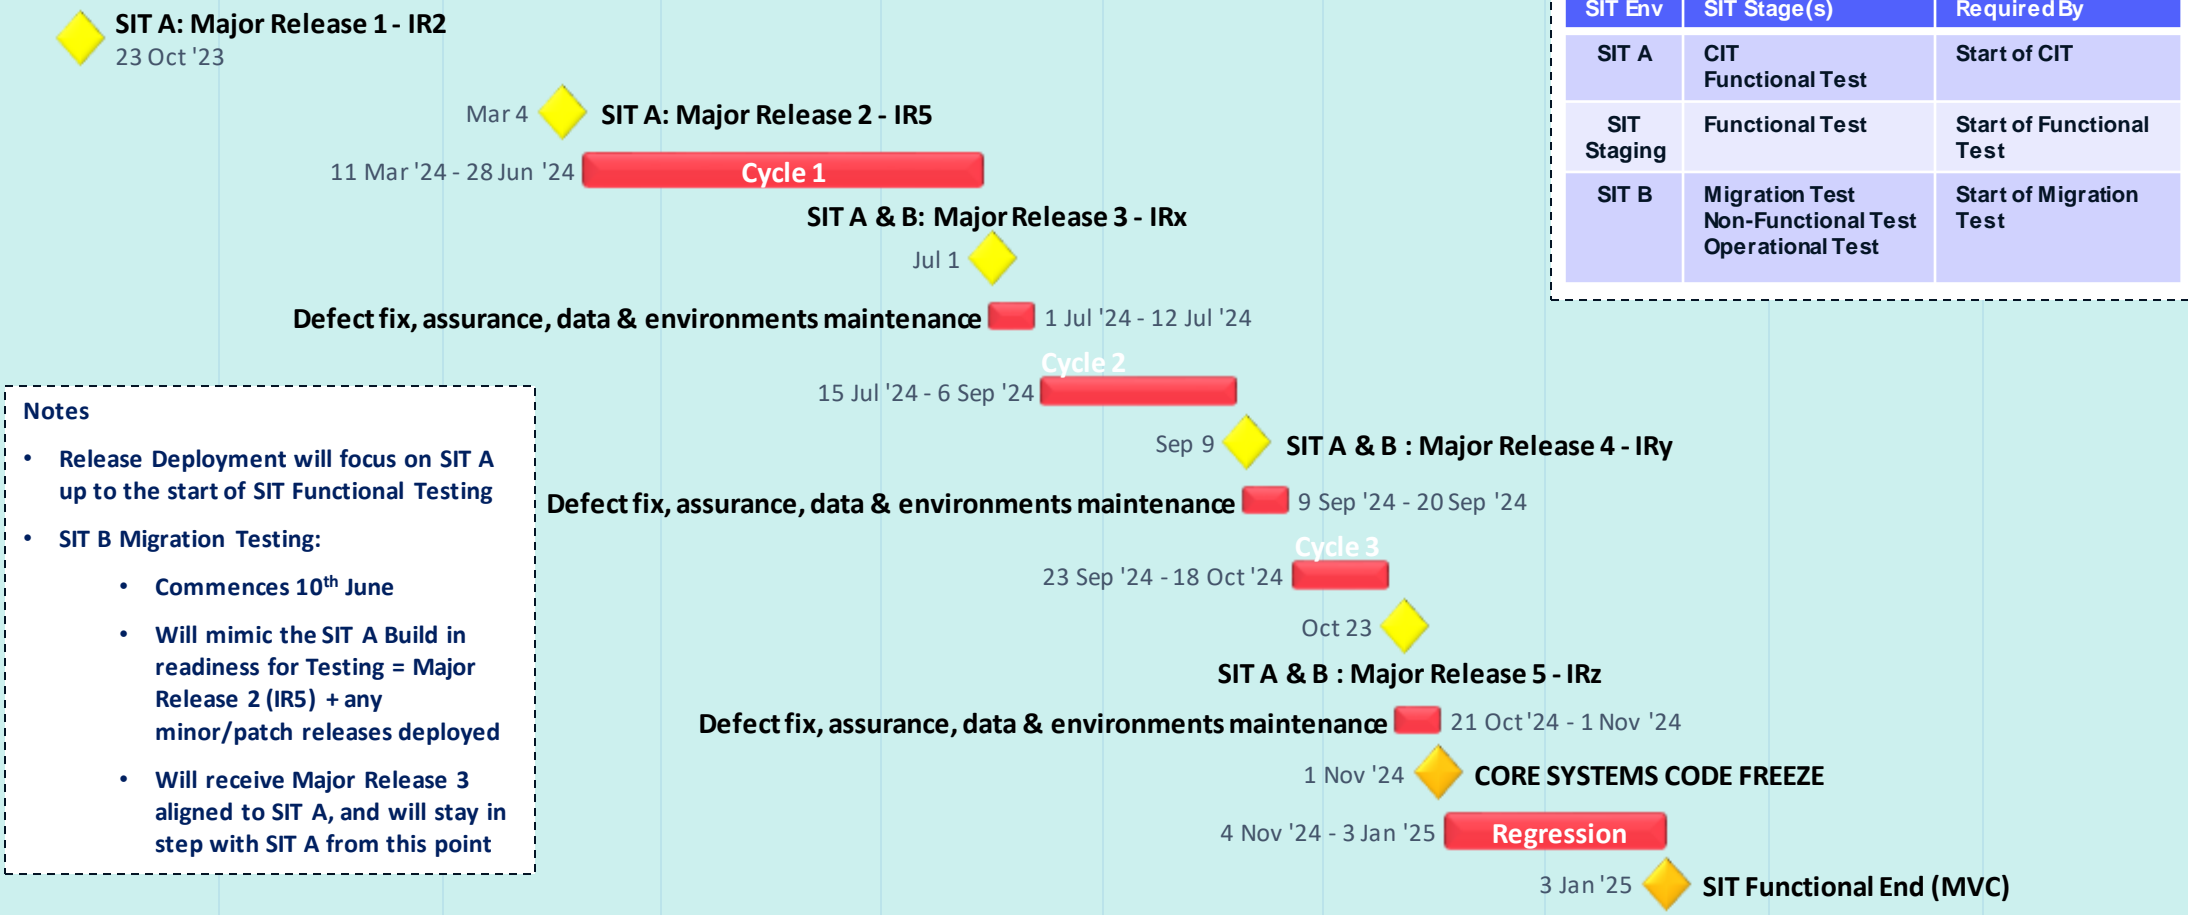 SIT A: Major Release 1 - IR2
23 Oct '23
Mar 4
SIT A: Major Release 2 - IR5
11 Mar '24 - 28 Jun '24
Cycle 1
SIT A & B: Major Release 3 - IRx
Jul 1
Defect fix, assurance, data & environments maintenance
1 Jul '24 - 12 Jul '24
Cycle 2
15 Jul '24 - 6 Sep '24
Sep 9
SIT A & B : Major Release 4 - IRy
Defect fix, assurance, data & environments maintenance
9 Sep '24 - 20 Sep '24
Cycle 3
23 Sep '24 - 18 Oct '24
Oct 23
SIT A & B : Major Release 5 - IRz
Defect fix, assurance, data & environments maintenance
21 Oct '24 - 1 Nov '24
1 Nov '24
CORE SYSTEMS CODE FREEZE
4 Nov '24 - 3 Jan '25
Regression
3 Jan '25
SIT Functional End (MVC)
SIT Env
SIT Stage(s)
Required By
SIT A
CIT
Functional Test
Start of CIT
SIT
Staging
Functional Test
Start of Functional
Test
SIT B
Migration Test
Non-Functional Test
Operational Test
Start of Migration
Test
Notes
• Release Deployment will focus on SIT A
up to the start of SIT Functional Testing
• SIT B Migration Testing:
• Commences 10th June
• Will mimic the SIT A Build in
readiness for Testing = Major
Release 2 (IR5) + any
minor/patch releases deployed
• Will receive Major Release 3
aligned to SIT A, and will stay in
step with SIT A from this point